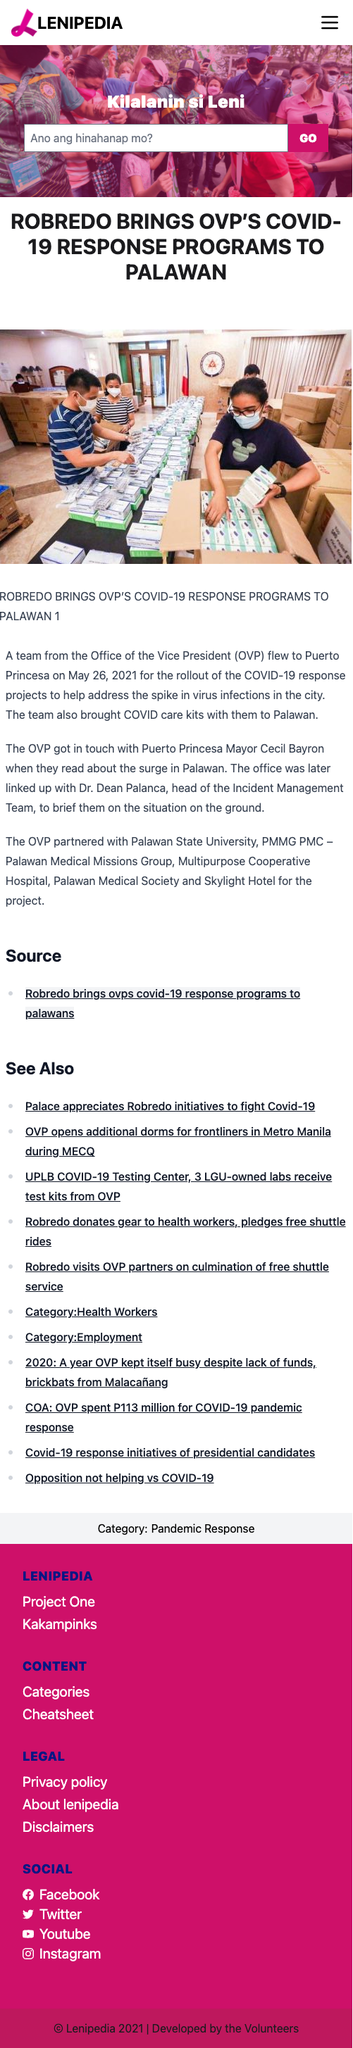 LENIPEDIA
Kilalanin si Leni
Ano ang hinahanap mo?
GO
ROBREDO BRINGS OVP'S COVID-
19 RESPONSE PROGRAMS TO
PALAWAN
ROBREDO BRINGS OVP'S COVID-19 RESPONSE PROGRAMS TO
PALAWAN 1
A team from the Office of the Vice President (OVP) flew to Puerto
Princesa on May 26, 2021 for the rollout of the COVID-19 response
projects to help address the spike in virus infections in the city.
The team also brought COVID care kits with them to Palawan.
The OVP got in touch with Puerto Princesa Mayor Cecil Bayron
when they read about the surge in Palawan. The office was later
linked up with Dr. Dean Palanca, head of the Incident Management
Team, to brief them on the situation on the ground.
The OVP partnered with Palawan State University, PMMG PMC –
Palawan Medical Missions Group, Multipurpose Cooperative
Hospital, Palawan Medical Society and Skylight Hotel for the
project.
Source
Robredo brings ovps covid-19 response programs to
palawans
See Also
Palace appreciates Robredo initiatives to fight Covid-19
OVP opens additional dorms for frontliners in Metro Manila
during MECQ
UPLB COVID-19 Testing Center, 3 LGU-owned labs receive
test kits from OVP
Robredo donates gear to health workers, pledges free shuttle
rides
Robredo visits OVP partners on culmination of free shuttle
service
Category:Health Workers
Category:Employment
2020: A year OVP kept itself busy despite lack of funds,
brickbats from Malacañang
COA: OVP spent P113 million for COVID-19 pandemic
response
Covid-19 response initiatives of presidential candidates
Opposition not helping vs COVID-19
Category: Pandemic Response
LENIPEDIA
Project One
Kakampinks
CONTENT
Categories
Cheatsheet
LEGAL
Privacy policy
About lenipedia
Disclaimers
SOCIAL
Facebook
Twitter
Youtube
Instagram
© Lenipedia 2021 | Developed by the Volunteers